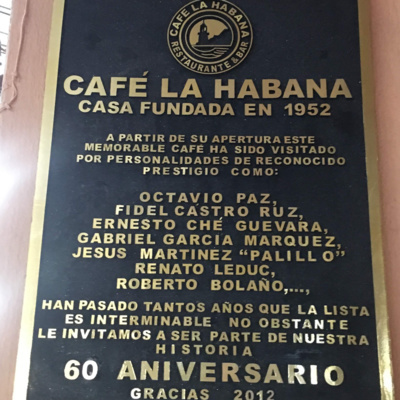 CAFÉ LA HABANA
RESTAURANTE & BAR
CAFÉ LA HABANA
CASA FUNDADA EN 1952
A PARTIR DE SU APERTURA ESTE
MEMORABLE CAFÉ HA SIDO VISITADO
POR PERSONALIDADES DE RECONOCIDO
PRESTIGIO COMO:
OCTAVIO PAZ,
FIDEL CASTRO RUZ,
ERNESTO CHÉ GUEVARA,
GABRIEL GARCÍA MARQUEZ,
JESUS MARTINEZ "PALILLO"
RENATO LEDUC,
ROBERTO BOLAÑO,...,
HAN PASADO TANTOS AÑOS QUE LA LISTA
ES INTERMINABLE NO OBSTANTE
LE INVITAMOS A SER PARTE DE NUESTRA
HISTORIA
60 ANIVERSARIO
GRACIAS 2012